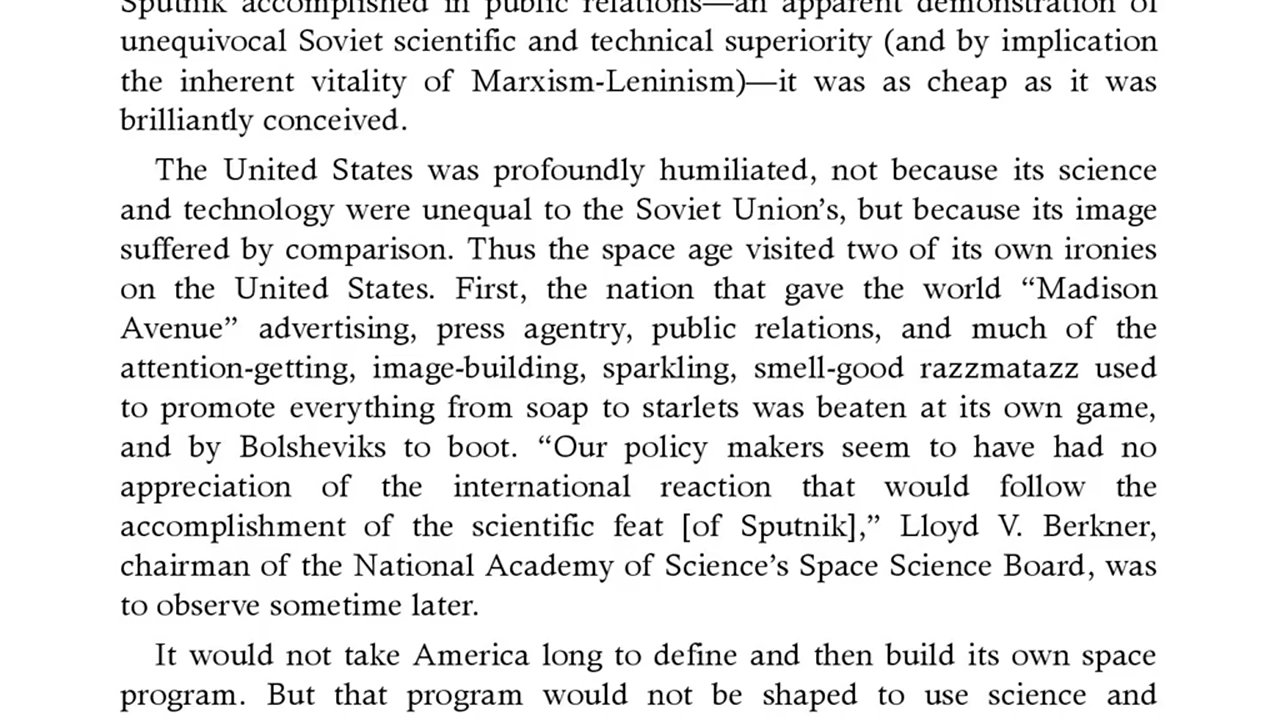 Sputnik accomplished in public relations—an apparent demonstration of
unequivocal Soviet scientific and technical superiority (and by implication
the inherent vitality of Marxism-Leninism)—it was as cheap as it was
brilliantly conceived.
The United States was profoundly humiliated, not because its science
and technology were unequal to the Soviet Union’s, but because its image
suffered by comparison. Thus the space age visited two of its own ironies
on the United States. First, the nation that gave the world “Madison
Avenue” advertising, press agentry, public relations, and much of the
attention-getting, image-building, sparkling, smell-good razzmatazz used
to promote everything from soap to starlets was beaten at its own game,
and by Bolsheviks to boot. “Our policy makers seem to have had no
appreciation of the international reaction that would follow the
accomplishment of the scientific feat [of Sputnik],” Lloyd V. Berkner,
chairman of the National Academy of Science’s Space Science Board, was
to observe sometime later.
It would not take America long to define and then build its own space
program. But that program would not be shaped to use science and